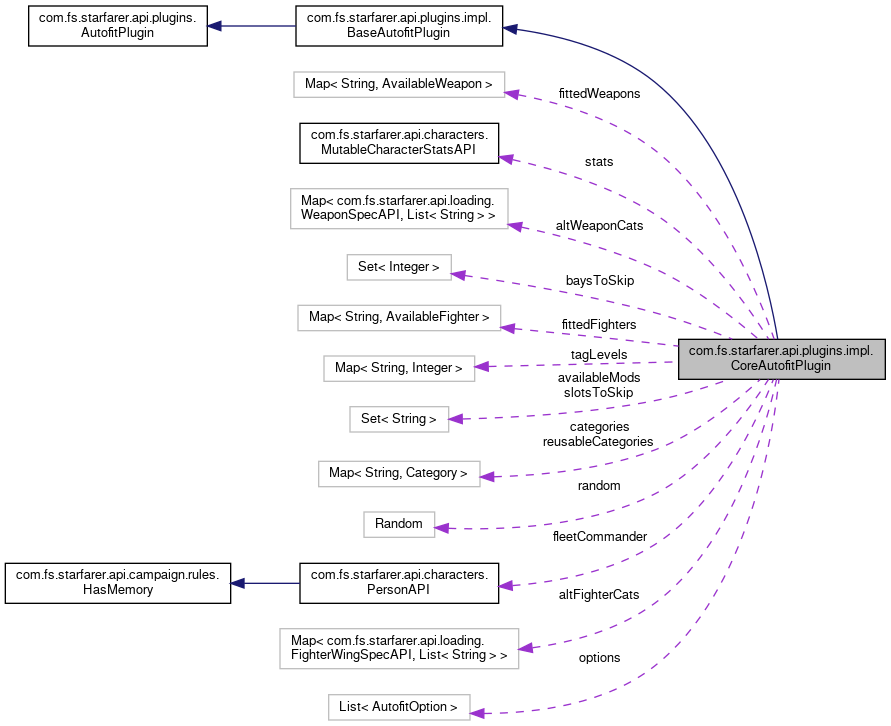 com.fs.starfarer.api.plugins.
AutofitPlugin
com.fs.starfarer.api.plugins.impl.
BaseAutofitPlugin
Map< String, AvailableWeapon >
fittedWeapons
com.fs.starfarer.api.characters.
MutableCharacterStatsAPI
stats
Map< com.fs.starfarer.api.loading.
WeaponSpecAPI, List< String > >
altWeaponCats
Set< Integer >
baysToSkip
Map< String, AvailableFighter >
fittedFighters
com.fs.starfarer.api.plugins.impl.
CoreAutofitPlugin
Map< String, Integer >
tagLevels
Set< String >
availableMods
slotsToSkip
Map< String, Category >
categories
reusableCategories
Random
random
com.fs.starfarer.api.campaign.rules.
HasMemory
com.fs.starfarer.api.characters.
PersonAPI
fleetCommander
Map< com.fs.starfarer.api.loading.
FighterWingSpecAPI, List< String > >
altFighterCats
List< AutofitOption >
options